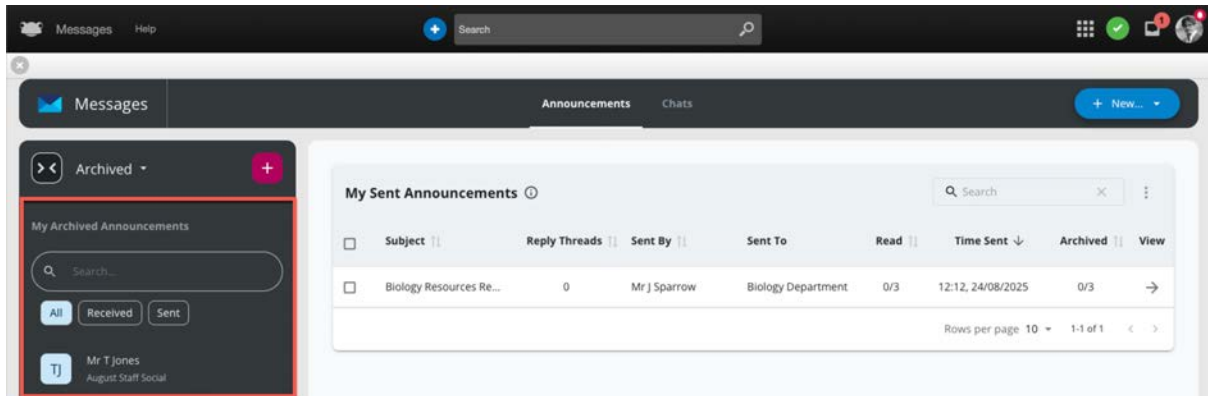 Messages Help Search 1
Messages Announcements Chats + New...
Archived
My Archived Announcements
Search...
All Received Sent
TJ Mr T Jones
August Staff Social
My Sent Announcements Search
Subject Reply Threads Sent By Sent To Read Time Sent Archived View
Biology Resources Re... 0 Mr J Sparrow Biology Department 0/3 12:12, 24/08/2025 0/3
Rows per page 10 1-1 of 1